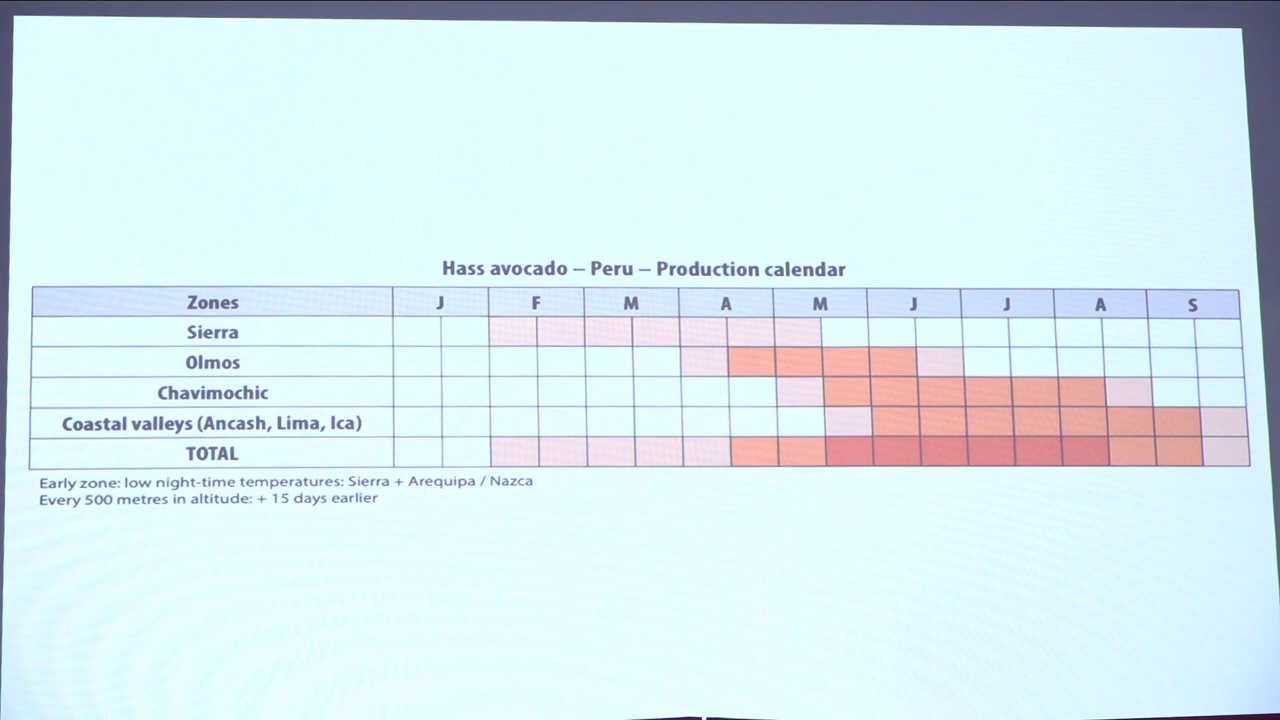 Hass avocado – Peru – Production calendar
Zones J F M A M J J A S
Sierra
Olmos
Chavimochic
Coastal valleys (Ancash, Lima, Ica)
TOTAL
Early zone: low night-time temperatures: Sierra + Arequipa / Nazca
Every 500 metres in altitude: + 15 days earlier